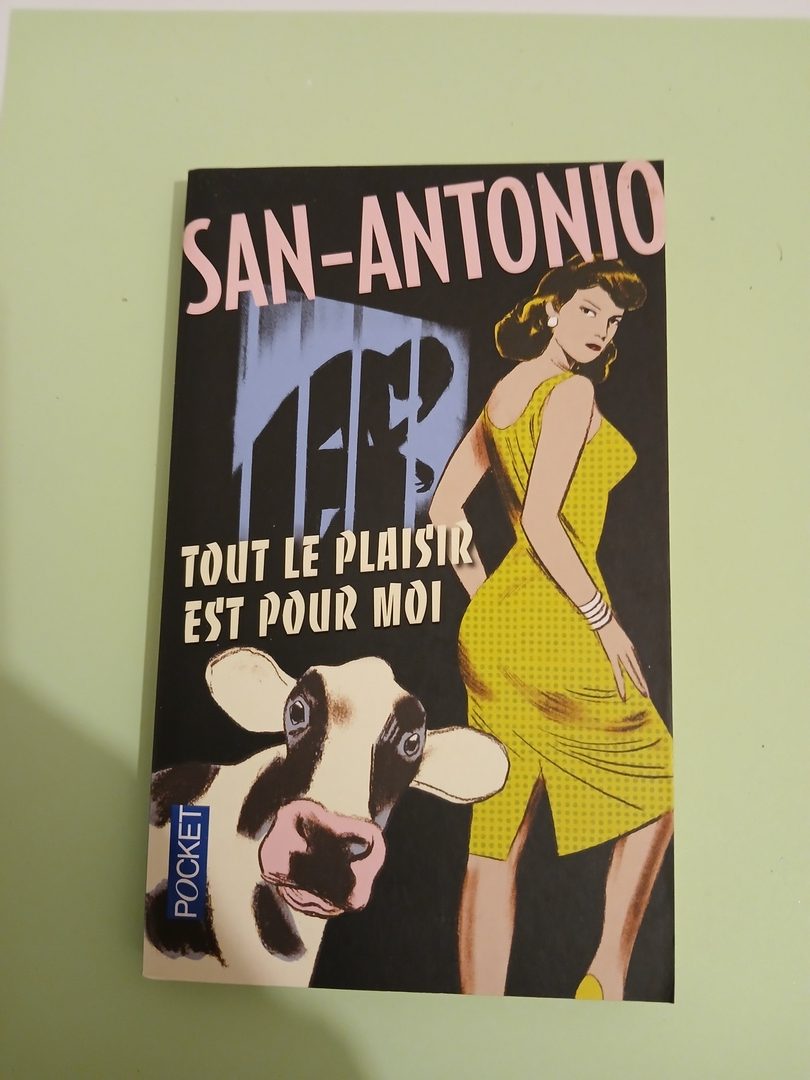 SAN-ANTONIO
TOUT LE PLAISIR
EST POUR MOI
POCKET